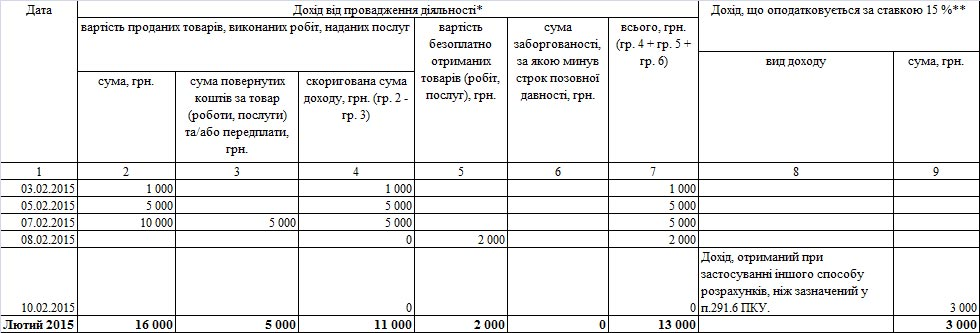 Дата
Дохід від провадження діяльності*
Дохід, що оподатковується за ставкою 15 %**
вартість проданих товарів, виконаних робіт, наданих послуг
вартість
безоплатно
отриманих
товарів (робіт,
послуг), грн.
сума
заборгованості,
за якою минув
строк позовної
давності, грн.
всього, грн.
(гр. 4 + гр. 5 +
гр. 6)
вид доходу
сума, грн.
сума, грн.
сума повернутих
коштів за товар
(роботи, послуги)
та/або передплати,
грн.
скоригована сума
доходу, грн. (гр. 2 -
гр. 3)
1 2 3 4 5 6 7 8 9
03.02.2015 1 000 1 000 1 000
05.02.2015 5 000 5 000 5 000
07.02.2015 10 000 5 000 5 000 5 000
08.02.2015 0 2 000 2 000
Дохід, отриманий при
застосуванні іншого способу
розрахунків, ніж зазначений у
10.02.2015 0 0 п.291.6 ПКУ. 3 000
Лютий 2015 16 000 5 000 11 000 2 000 0 13 000 3 000